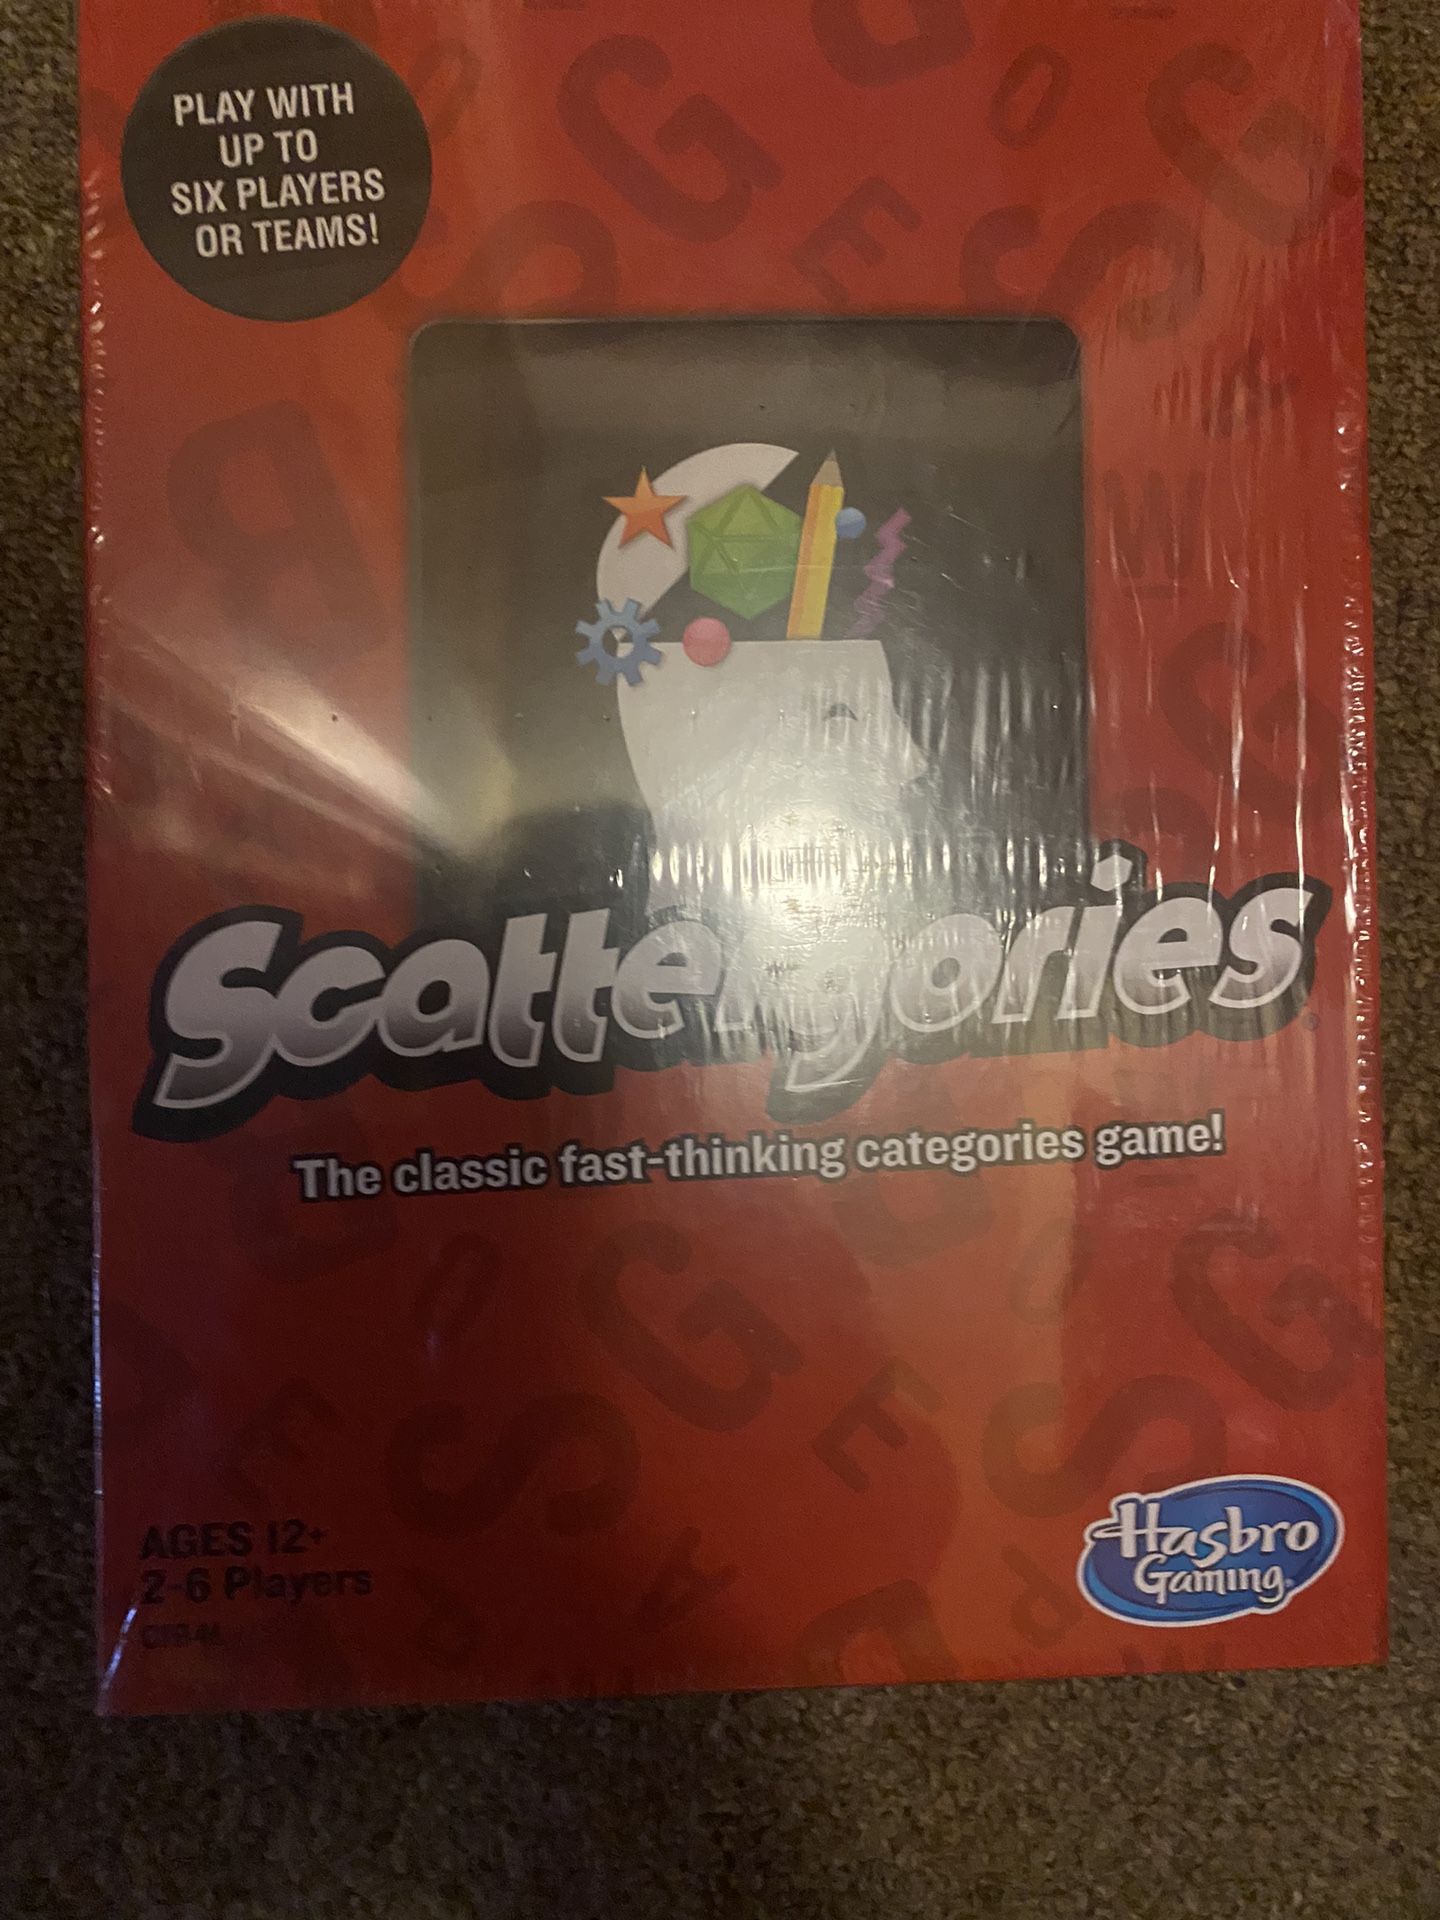 PLAY WITH
UP TO
SIX PLAYERS
OR TEAMS!
Scattergories®
The classic fast-thinking categories game!
AGES 12+
2-6 Players
Hasbro
Gaming